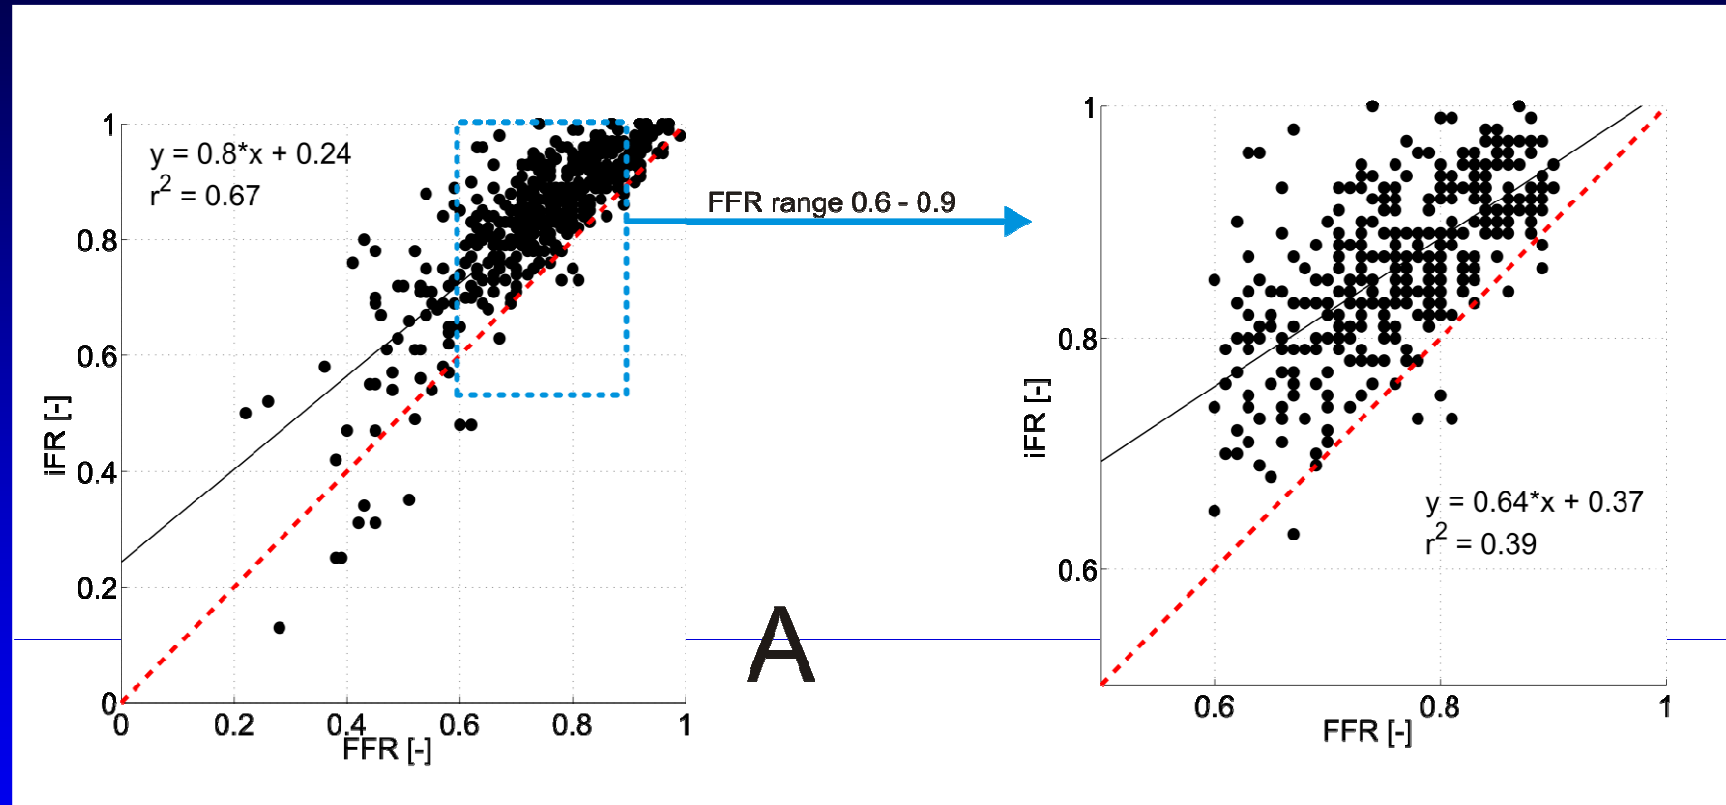 y = 0.8*x + 0.24
r² = 0.67
1
0.8
0.6
0.4
0.2
0
iFR [-]
0 0.2 0.4 0.6 0.8 1
FFR [-]
FFR range 0.6 - 0.9
A
1
0.8
0.6
iFR [-]
y = 0.64*x + 0.37
r² = 0.39
0.6 0.8 1
FFR [-]